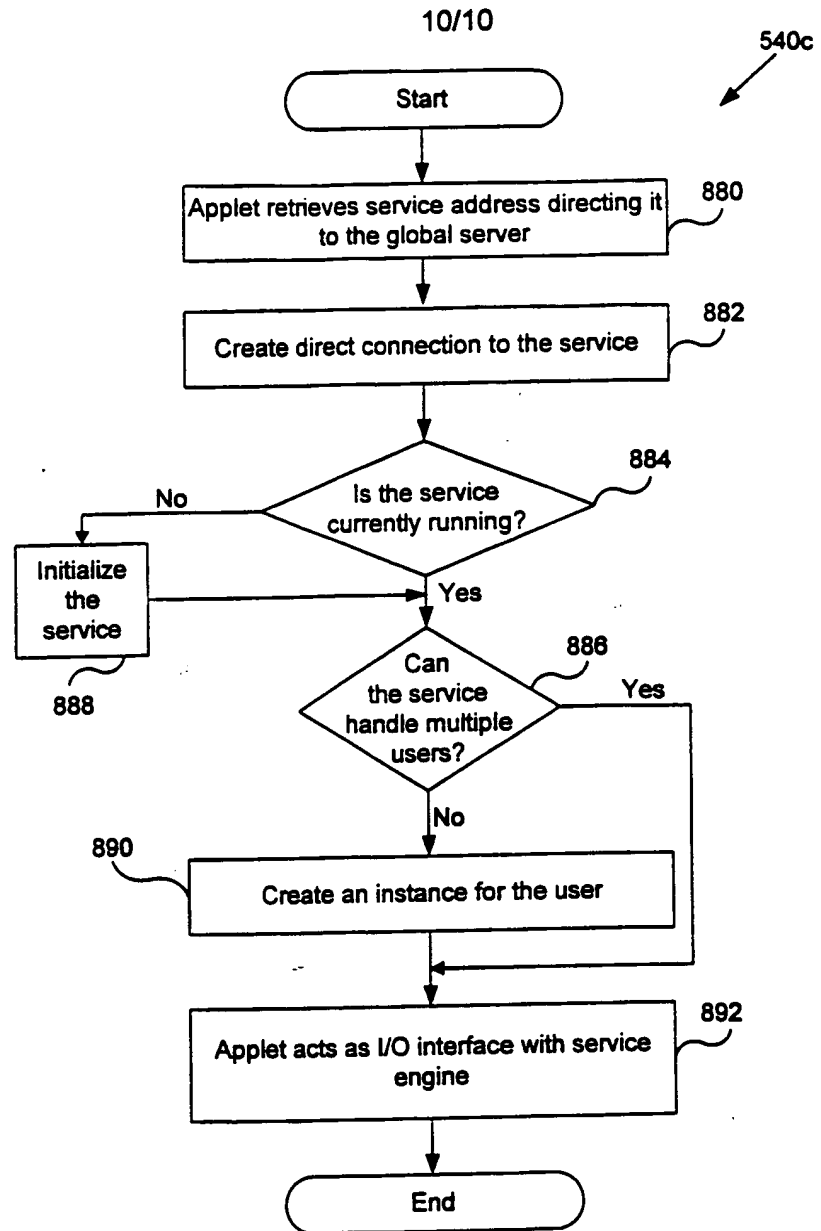 10/10
540c
Start
Applet retrieves service address directing it
to the global server
880
Create direct connection to the service
882
Is the service
currently running?
884
No
Initialize
the
service
888
Yes
Can
the service
handle multiple
users?
886
Yes
No
890
Create an instance for the user
Applet acts as I/O interface with service
engine
892
End